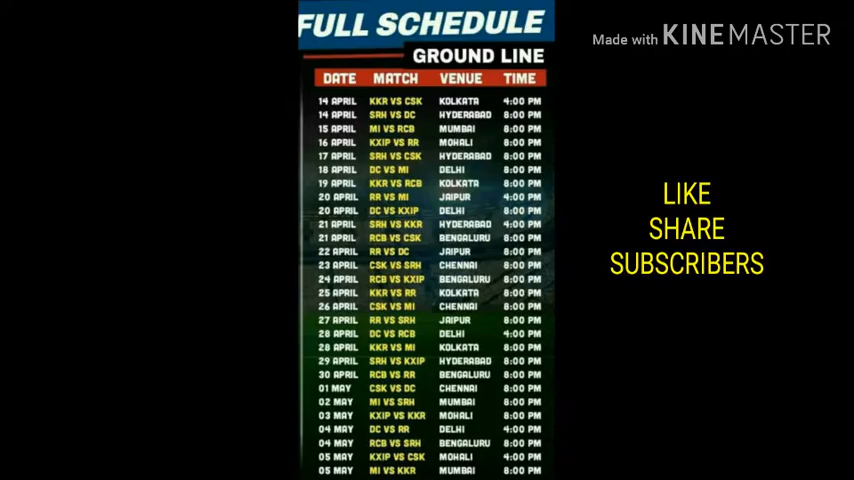 FULL SCHEDULE
GROUND LINE
DATE MATCH VENUE TIME
14 APRIL KKR VS CSK KOLKATA 4:00 PM
14 APRIL SRH VS DC HYDERABAD 8:00 PM
15 APRIL MI VS RCB MUMBAI 8:00 PM
16 APRIL KXIP VS RR MOHALI 8:00 PM
17 APRIL SRH VS CSK HYDERABAD 8:00 PM
18 APRIL DC VS MI DELHI 8:00 PM
19 APRIL KKR VS RCB KOLKATA 8:00 PM
20 APRIL RR VS MI JAIPUR 4:00 PM
20 APRIL DC VS KXIP DELHI 8:00 PM
21 APRIL SRH VS KKR HYDERABAD 4:00 PM
21 APRIL RCB VS CSK BENGALURU 8:00 PM
22 APRIL RR VS DC JAIPUR 8:00 PM
23 APRIL CSK VS SRH CHENNAI 8:00 PM
24 APRIL RCB VS KXIP BENGALURU 8:00 PM
25 APRIL KKR VS RR KOLKATA 8:00 PM
26 APRIL CSK VS MI CHENNAI 8:00 PM
27 APRIL RR VS SRH JAIPUR 8:00 PM
28 APRIL DC VS RCB DELHI 4:00 PM
28 APRIL KKR VS MI KOLKATA 8:00 PM
29 APRIL SRH VS KXIP HYDERABAD 8:00 PM
30 APRIL RCB VS RR BENGALURU 8:00 PM
01 MAY CSK VS DC CHENNAI 8:00 PM
02 MAY MI VS SRH MUMBAI 8:00 PM
03 MAY KXIP VS KKR MOHALI 8:00 PM
04 MAY DC VS RR DELHI 4:00 PM
04 MAY RCB VS SRH BENGALURU 8:00 PM
05 MAY KXIP VS CSK MOHALI 4:00 PM
05 MAY MI VS KKR MUMBAI 8:00 PM
Made with KINEMASTER
LIKE
SHARE
SUBSCRIBERS